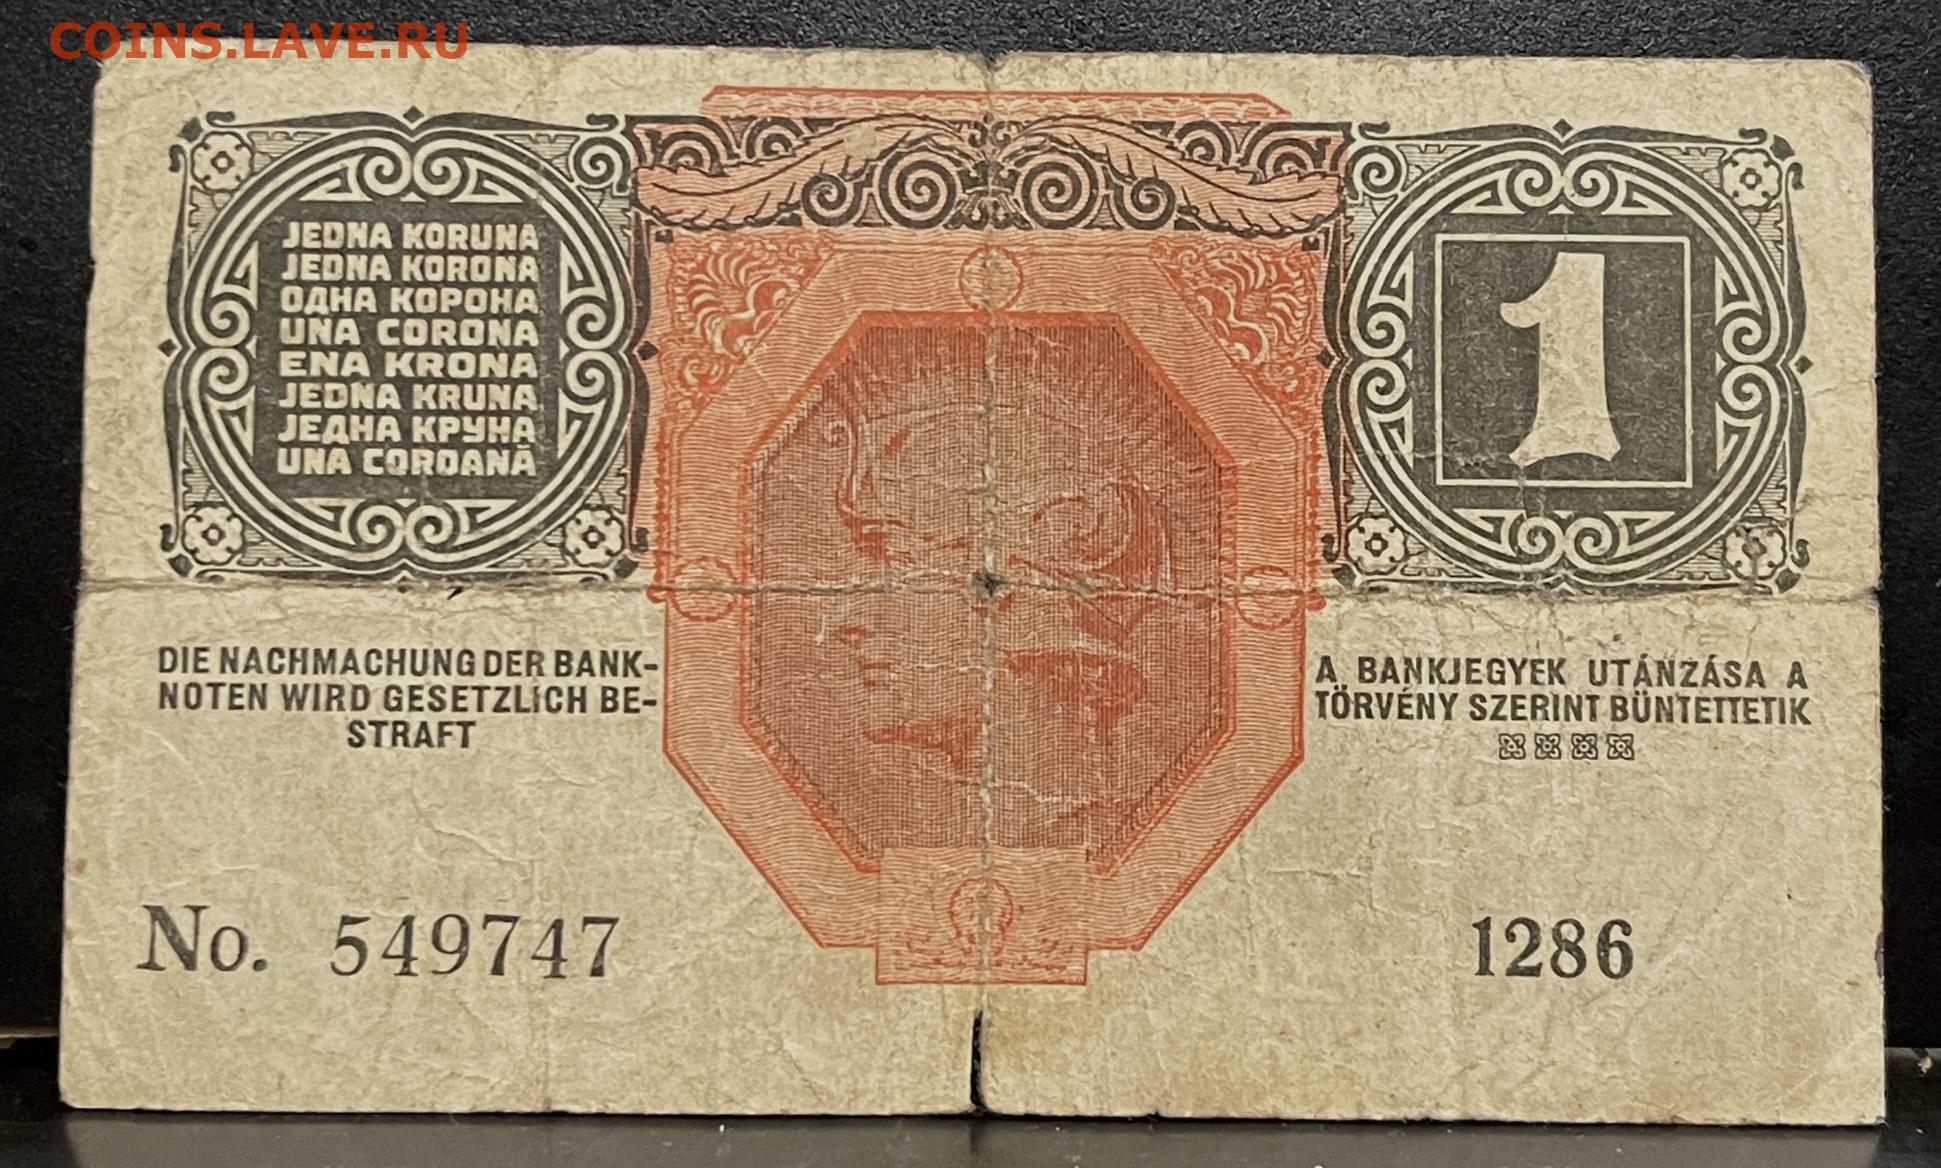 COINS.LAVE.RU
JEDNA KORUNA
JEDNA KORONA
ОДНА КОРОНА
UNA CORONA
ENA KRONA
JEDNA KRUNA
ЈЕДНА КРУНА
UNA COROANĂ
1
DIE NACHMACHUNG DER BANK-
NOTEN WIRD GESETZLICH BE-
STRAFT
A BANKJEGYEK UTÁNZÁSA A
TÖRVÉNY SZERINT BÜNTETTETIK
No. 549747
1286